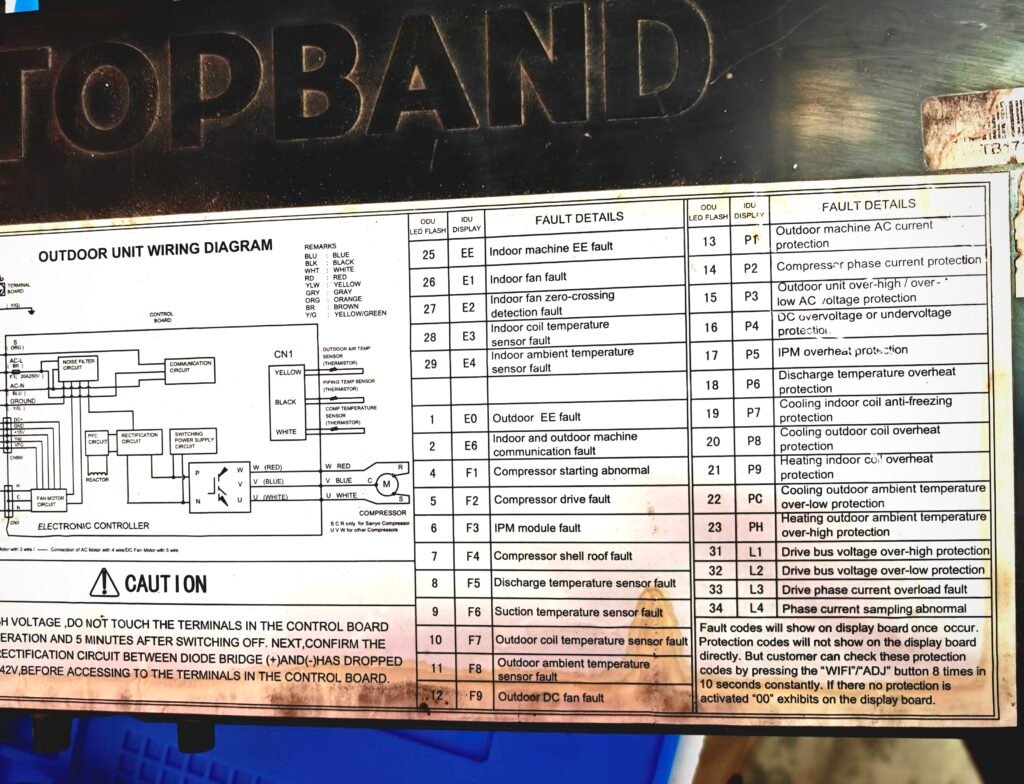 TOPBAND
OUTDOOR UNIT WIRING DIAGRAM
REMARKS
BLU : BLUE
BLK : BLACK
WHT : WHITE
RD : RED
YLW : YELLOW
GRY : GRAY
ORG : ORANGE
BR : BROWN
Y/G : YELLOW/GREEN
TERMINAL
BOARD
(Y/G)
CONTROL
BOARD
S
(ORG)
AC-L
(BR)
AC-N
(BLU)
GROUND
(Y/G)
NOISE FILTER
CIRCUIT
COMMUNICATION
CIRCUIT
CN1
YELLOW
BLACK
WHITE
OUTDOOR AIR TEMP
SENSOR
(THERMISTOR)
PIPING TEMP SENSOR
(THERMISTOR)
COMP TEMPERATURE
SENSOR
(THERMISTOR)
DC+
GND
+15V
PFC
CIRCUIT
REACTOR
RECTIFICATION
CIRCUIT
SWITCHING
POWER SUPPLY
CIRCUIT
P
N
W
V
U
W (RED)
V (BLUE)
U (WHITE)
W RED
V BLUE
U WHITE
R
C
S
M
COMPRESSOR
S C R only for Sanyo Compressor
U V W for other Compressors
FAN MOTOR
CIRCUIT
ELECTRONIC CONTROLLER
Connection of AC Motor with 4 wire/DC Fan Motor with 5 wire
CAUTION
H VOLTAGE ,DO NOT TOUCH THE TERMINALS IN THE CONTROL BOARD
ERATION AND 5 MINUTES AFTER SWITCHING OFF. NEXT,CONFIRM THE
RECTIFICATION CIRCUIT BETWEEN DIODE BRIDGE (+)AND(-)HAS DROPPED
42V,BEFORE ACCESSING TO THE TERMINALS IN THE CONTROL BOARD.
ODU
LED FLASH
IDU
DISPLAY
FAULT DETAILS
25 EE Indoor machine EE fault
26 E1 Indoor fan fault
27 E2 Indoor fan zero-crossing
detection fault
28 E3 Indoor coil temperature
sensor fault
29 E4 Indoor ambient temperature
sensor fault
1 E0 Outdoor EE fault
2 E6 Indoor and outdoor machine
communication fault
4 F1 Compressor starting abnormal
5 F2 Compressor drive fault
6 F3 IPM module fault
7 F4 Compressor shell roof fault
8 F5 Discharge temperature sensor fault
9 F6 Suction temperature sensor fault
10 F7 Outdoor coil temperature sensor fault
11 F8 Outdoor ambient temperature
sensor fault
12 F9 Outdoor DC fan fault
ODU
LED FLASH
IDU
DISPLAY
FAULT DETAILS
13 P1 Outdoor machine AC current
protection
14 P2 Compressor phase current protection
15 P3 Outdoor unit over-high / over-
low AC voltage protection
16 P4 DC overvoltage or undervoltage
protection
17 P5 IPM overheat protection
18 P6 Discharge temperature overheat
protection
19 P7 Cooling indoor coil anti-freezing
protection
20 P8 Cooling outdoor coil overheat
protection
21 P9 Heating indoor coil overheat
protection
22 PC Cooling outdoor ambient temperature
over-low protection
23 PH Heating outdoor ambient temperature
over-high protection
31 L1 Drive bus voltage over-high protection
32 L2 Drive bus voltage over-low protection
33 L3 Drive phase current overload fault
34 L4 Phase current sampling abnormal
Fault codes will show on display board once occur.
Protection codes will not show on the display board
directly. But customer can check these protection
codes by pressing the "WIFI"/"ADJ" button 8 times in
10 seconds constantly. If there no protection is
activated "00" exhibits on the display board.